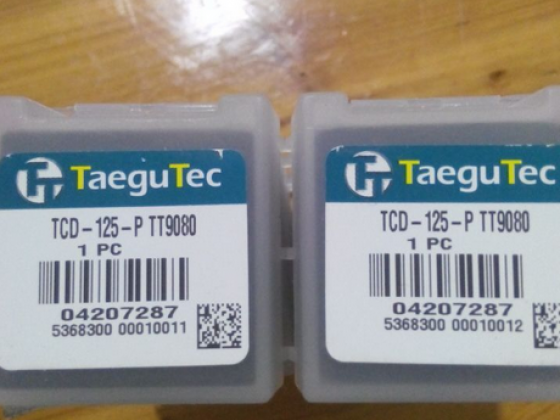 TaeguTec
TCD-125-P TT9080
1 PC
04207287
5368300 00010011
TaeguTec
TCD-125-P TT9080
1 PC
04207287
5368300 00010012